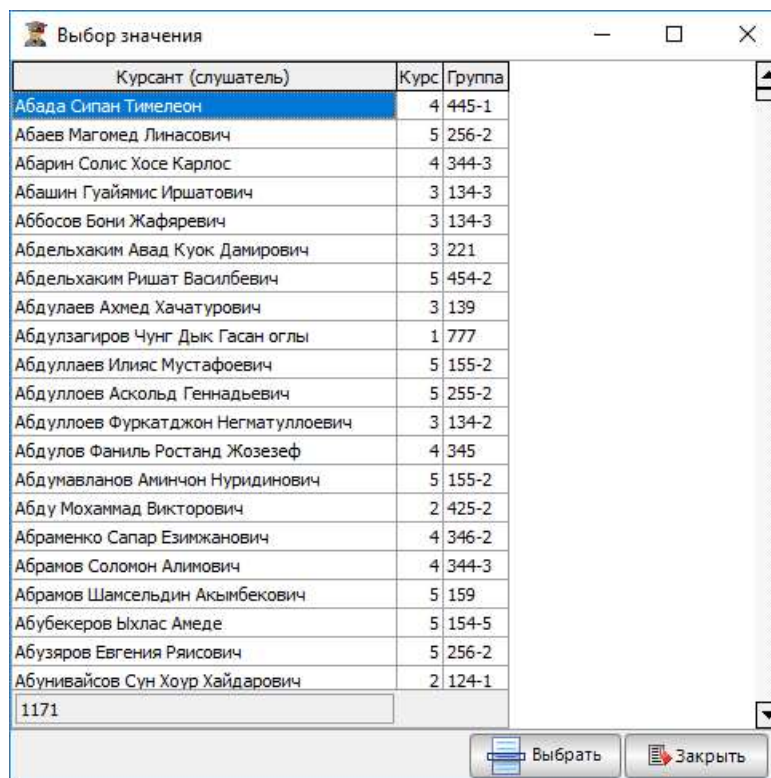 Выбор значения
Курсант (слушатель) Курс Группа
Абада Сипан Тимелеон 4 445-1
Абаев Магомед Линасович 5 256-2
Абарин Солис Хосе Карлос 4 344-3
Абашин Гуайямис Иршатович 3 134-3
Аббосов Бони Жафяревич 3 134-3
Абдельхаким Авад Куок Дамирович 3 221
Абдельхаким Ришат Василбевич 5 454-2
Абдулаев Ахмед Хачатурович 3 139
Абдулзагиров Чунг Дык Гасан оглы 1 777
Абдуллаев Илияс Мустафоевич 5 155-2
Абдуллоев Аскольд Геннадьевич 5 255-2
Абдуллоев Фуркатджон Негматуллоевич 3 134-2
Абдулов Фаниль Ростанд Жозезеф 4 345
Абдумавланов Аминчон Нуридинович 5 155-2
Абду Мохаммад Викторович 2 425-2
Абраменко Сапар Езимжанович 4 346-2
Абрамов Соломон Алимович 4 344-3
Абрамов Шамсельдин Акымбекович 5 159
Абубекеров Ыхлас Амеде 5 154-5
Абузяров Евгения Ряисович 5 256-2
Абунивайсов Сун Хоур Хайдарович 2 124-1
1171
Выбрать Закрыть